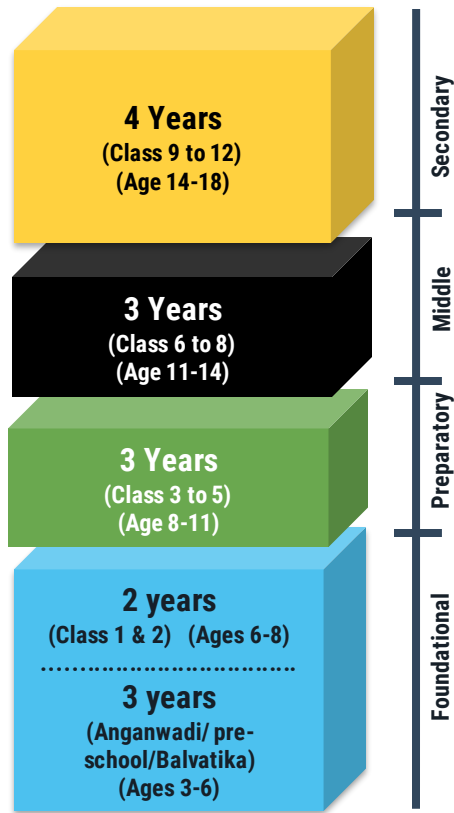 4 Years
(Class 9 to 12)
(Age 14-18)
Secondary
3 Years
(Class 6 to 8)
(Age 11-14)
Middle
3 Years
(Class 3 to 5)
(Age 8-11)
Preparatory
2 years
(Class 1 & 2) (Ages 6-8)
3 years
(Anganwadi/ pre-
school/Balvatika)
(Ages 3-6)
Foundational